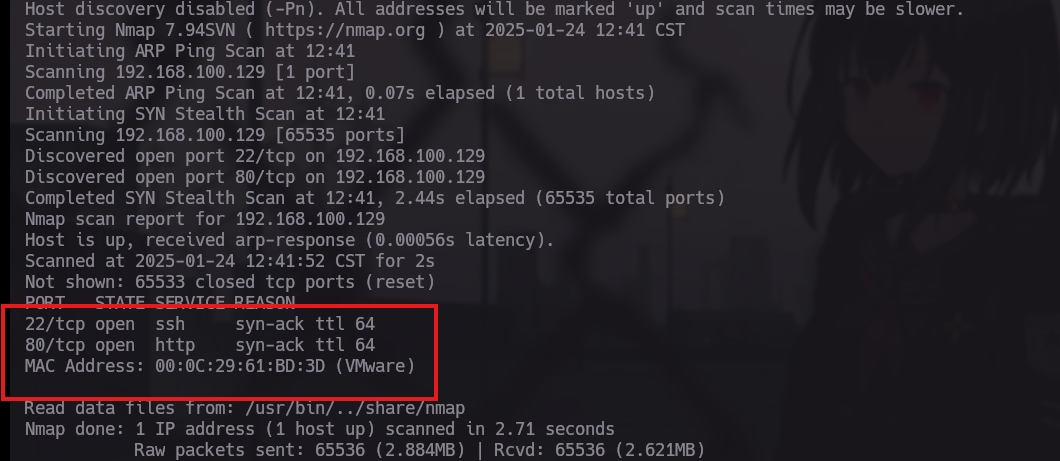 Host discovery disabled (-Pn). All addresses will be marked 'up' and scan times may be slower.
Starting Nmap 7.94SVN ( https://nmap.org ) at 2025-01-24 12:41 CST
Initiating ARP Ping Scan at 12:41
Scanning 192.168.100.129 [1 port]
Completed ARP Ping Scan at 12:41, 0.07s elapsed (1 total hosts)
Initiating SYN Stealth Scan at 12:41
Scanning 192.168.100.129 [65535 ports]
Discovered open port 22/tcp on 192.168.100.129
Discovered open port 80/tcp on 192.168.100.129
Completed SYN Stealth Scan at 12:41, 2.44s elapsed (65535 total ports)
Nmap scan report for 192.168.100.129
Host is up, received arp-response (0.00056s latency).
Scanned at 2025-01-24 12:41:52 CST for 2s
Not shown: 65533 closed tcp ports (reset)
PORT   STATE SERVICE REASON
22/tcp open  ssh     syn-ack ttl 64
80/tcp open  http    syn-ack ttl 64
MAC Address: 00:0C:29:61:BD:3D (VMware)
Read data files from: /usr/bin/../share/nmap
Nmap done: 1 IP address (1 host up) scanned in 2.71 seconds
Raw packets sent: 65536 (2.884MB) | Rcvd: 65536 (2.621MB)